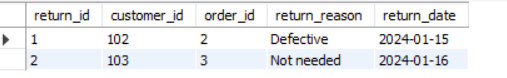 return_id customer_id order_id return_reason return_date
1 102 2 Defective 2024-01-15
2 103 3 Not needed 2024-01-16